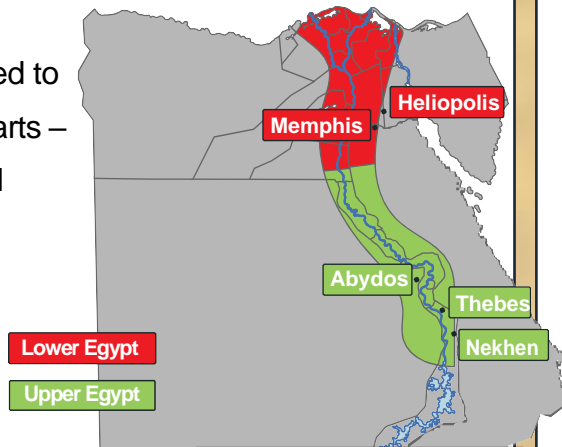 ed to
arts –
Heliopolis
Memphis
Abydos
Thebes
Nekhen
Lower Egypt
Upper Egypt